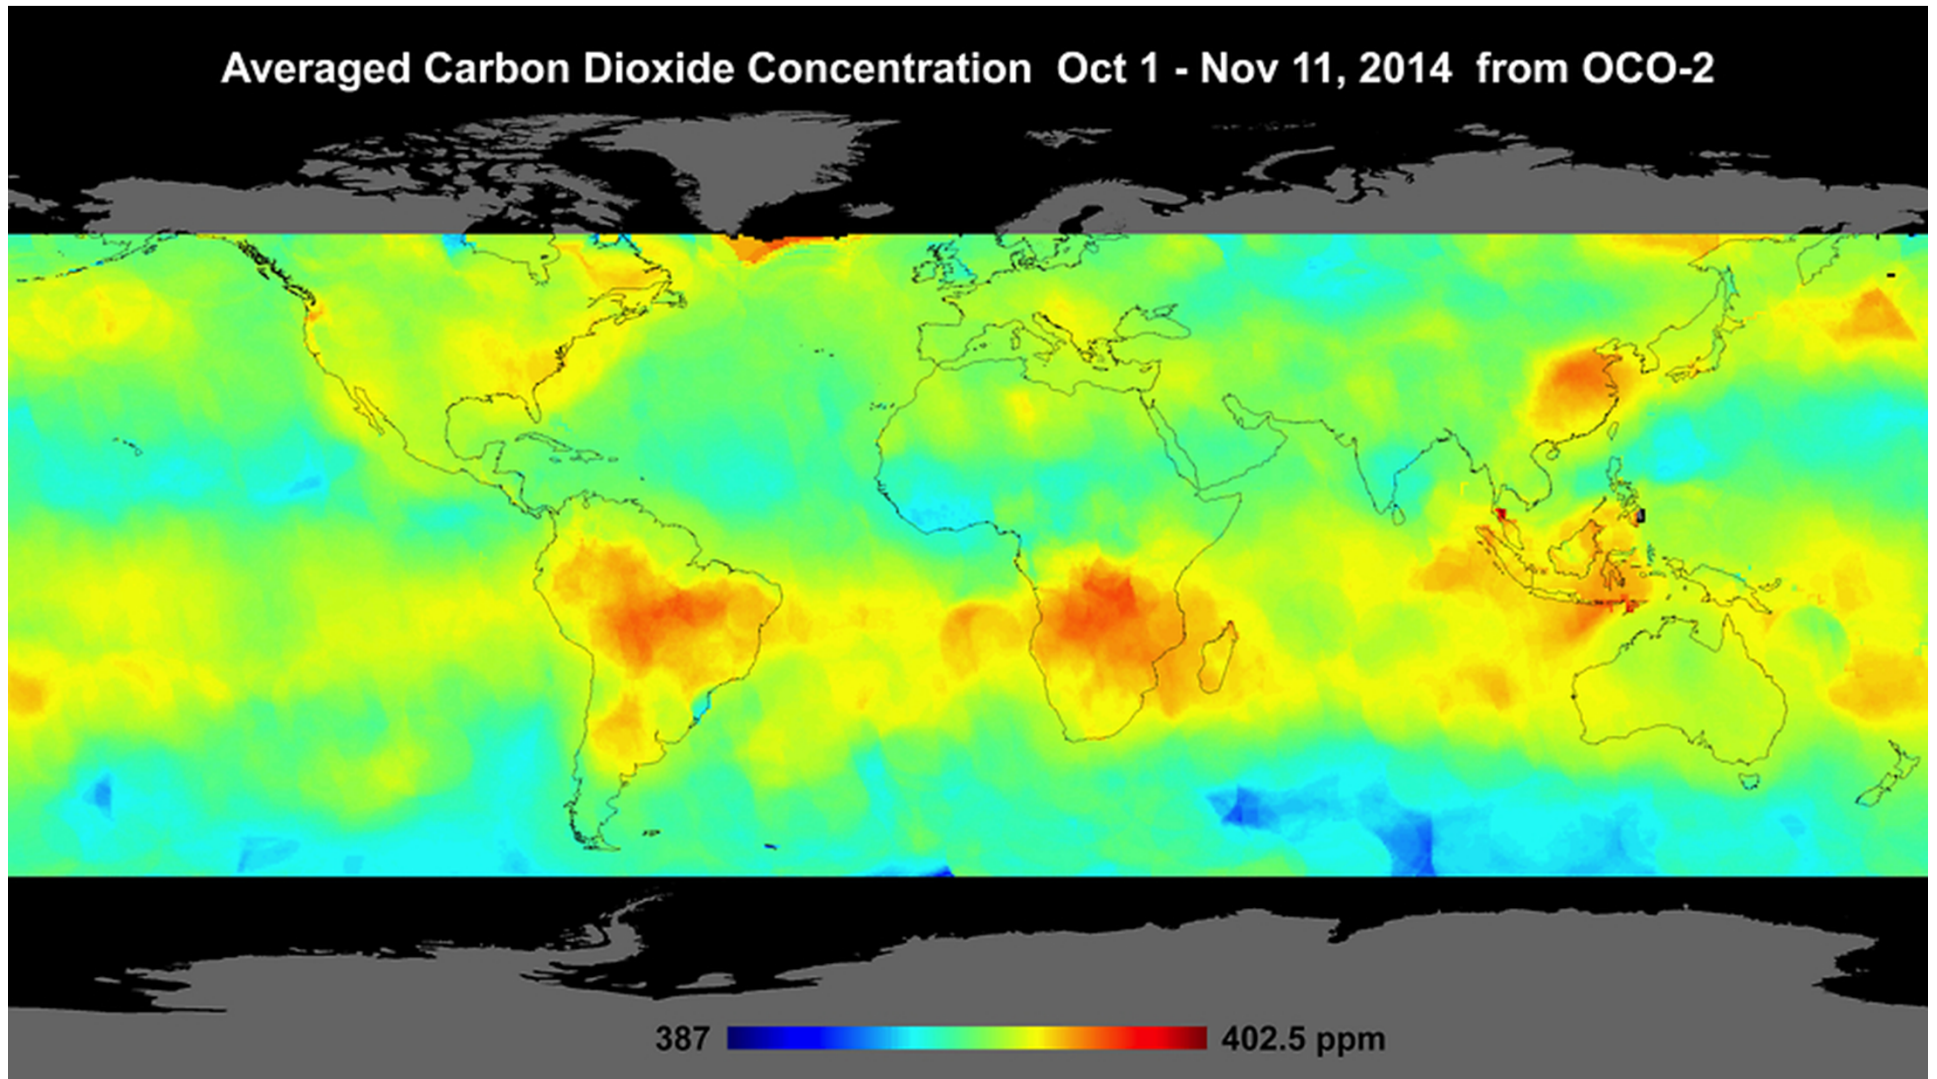 Averaged Carbon Dioxide Concentration Oct 1 - Nov 11, 2014 from OCO-2
387 402.5 ppm